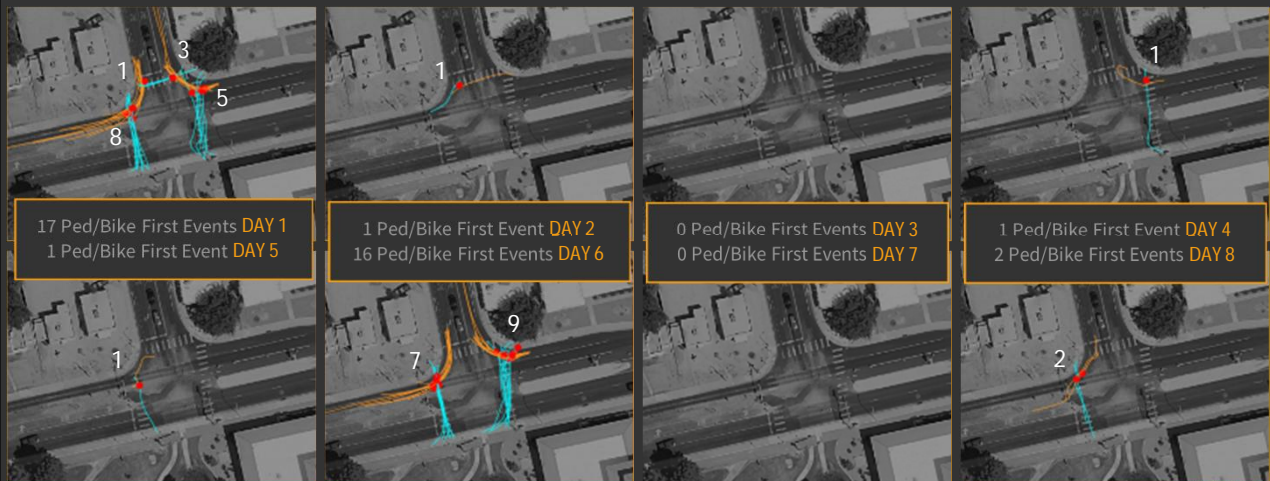 3
1
5
8
1
1
17 Ped/Bike First Events DAY 1
1 Ped/Bike First Event DAY 5
1 Ped/Bike First Event DAY 2
16 Ped/Bike First Events DAY 6
0 Ped/Bike First Events DAY 3
0 Ped/Bike First Events DAY 7
1 Ped/Bike First Event DAY 4
2 Ped/Bike First Events DAY 8
1
7
9
2